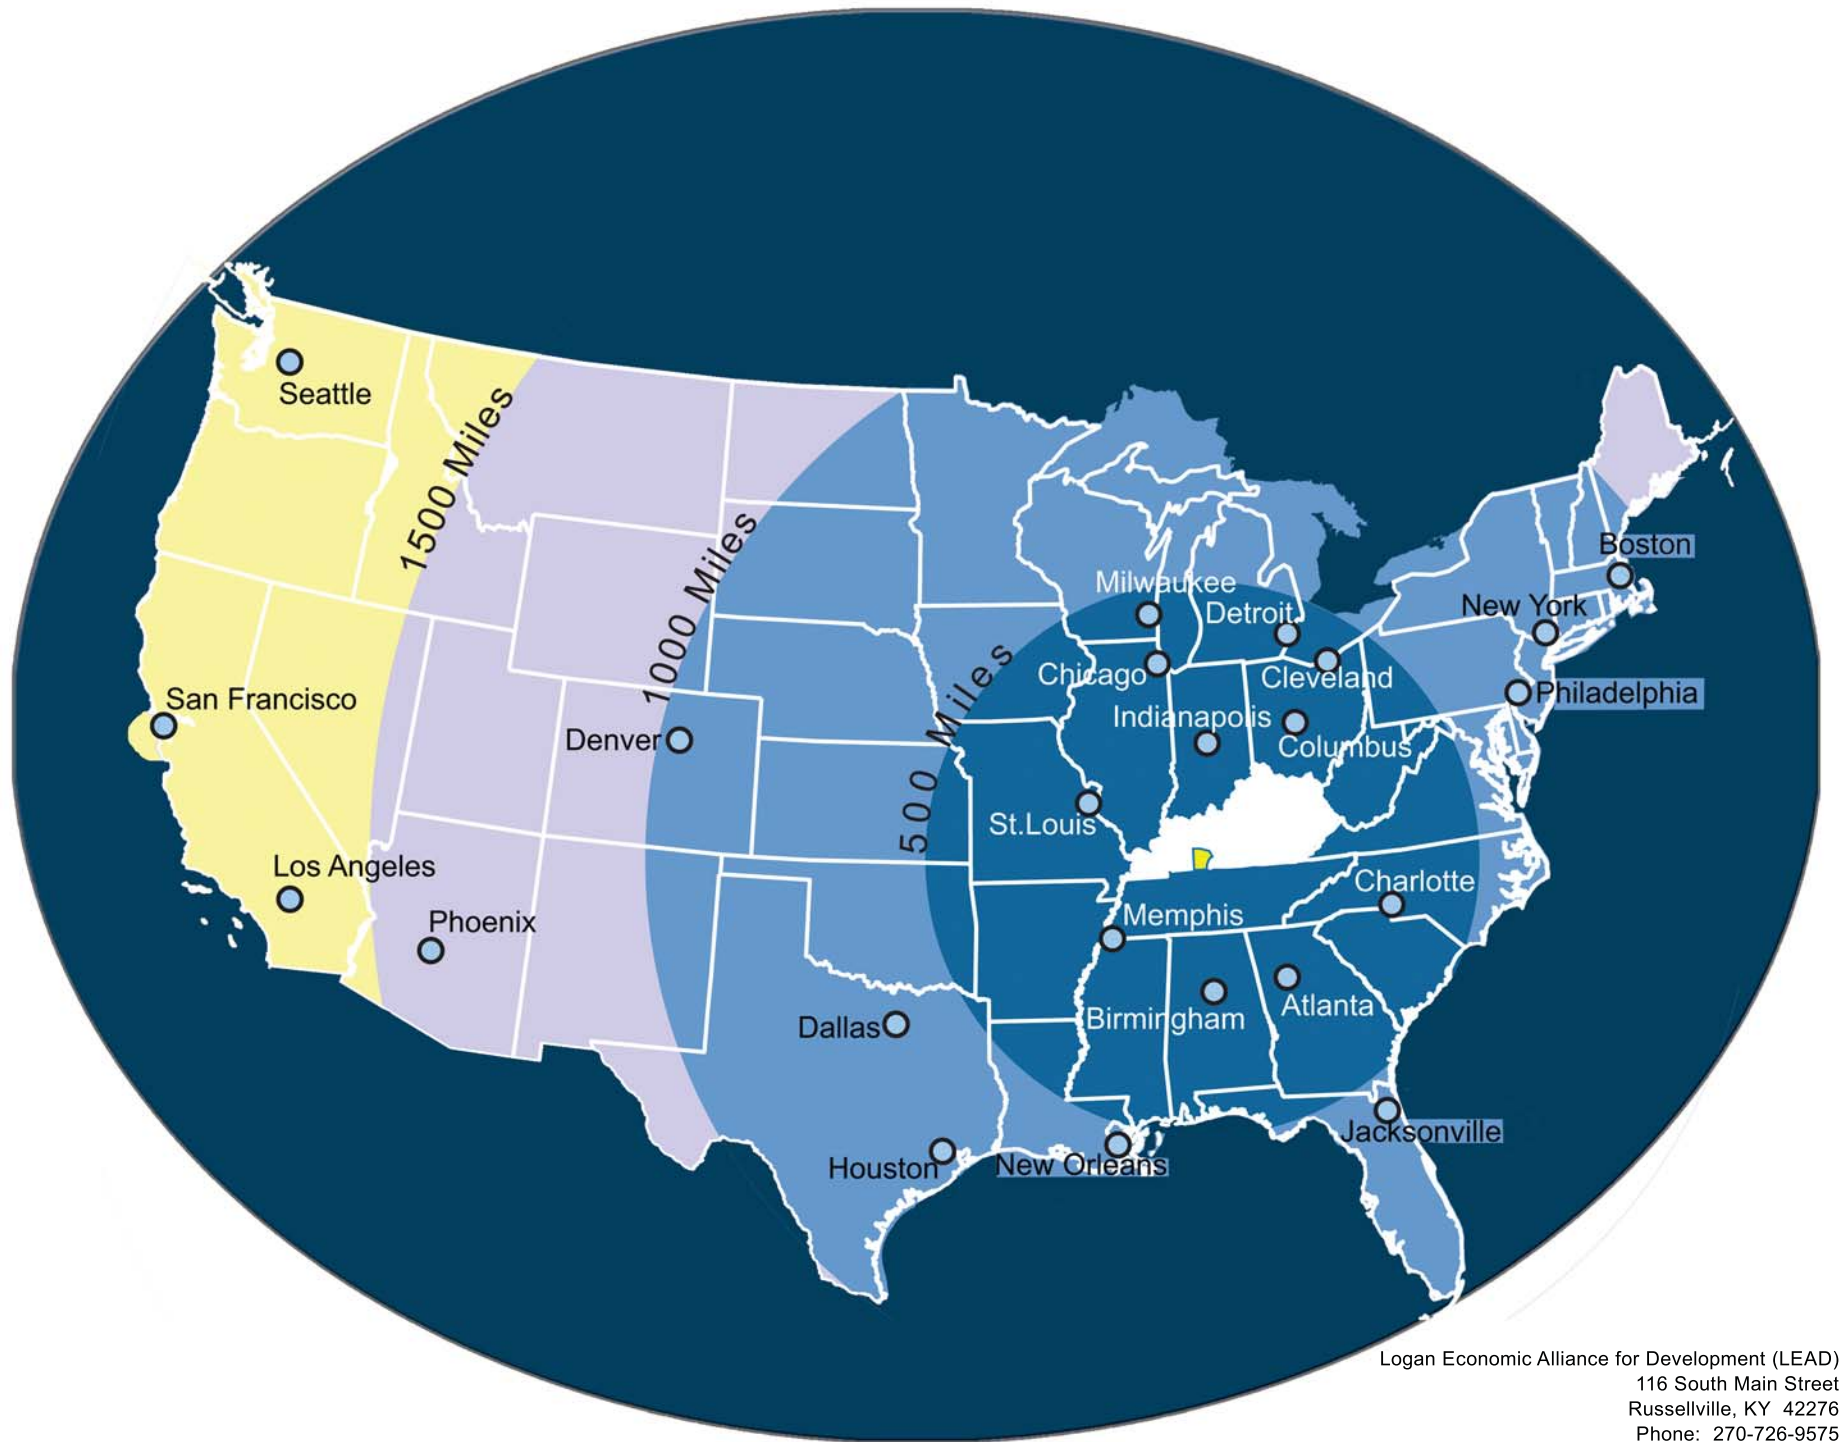 Seattle
1500 Miles
1000 Miles
Boston
Milwaukee
New York
Detroit
500 Miles
Chicago
Cleveland
San Francisco
Philadelphia
Indianapolis
Denver
Columbus
St.Louis
Los Angeles
Charlotte
Phoenix
Memphis
Atlanta
Birmingham
Dallas
Jacksonville
Houston
New Orleans
Logan Economic Alliance for Development (LEAD)
116 South Main Street
Russellville, KY 42276
Phone: 270-726-9575